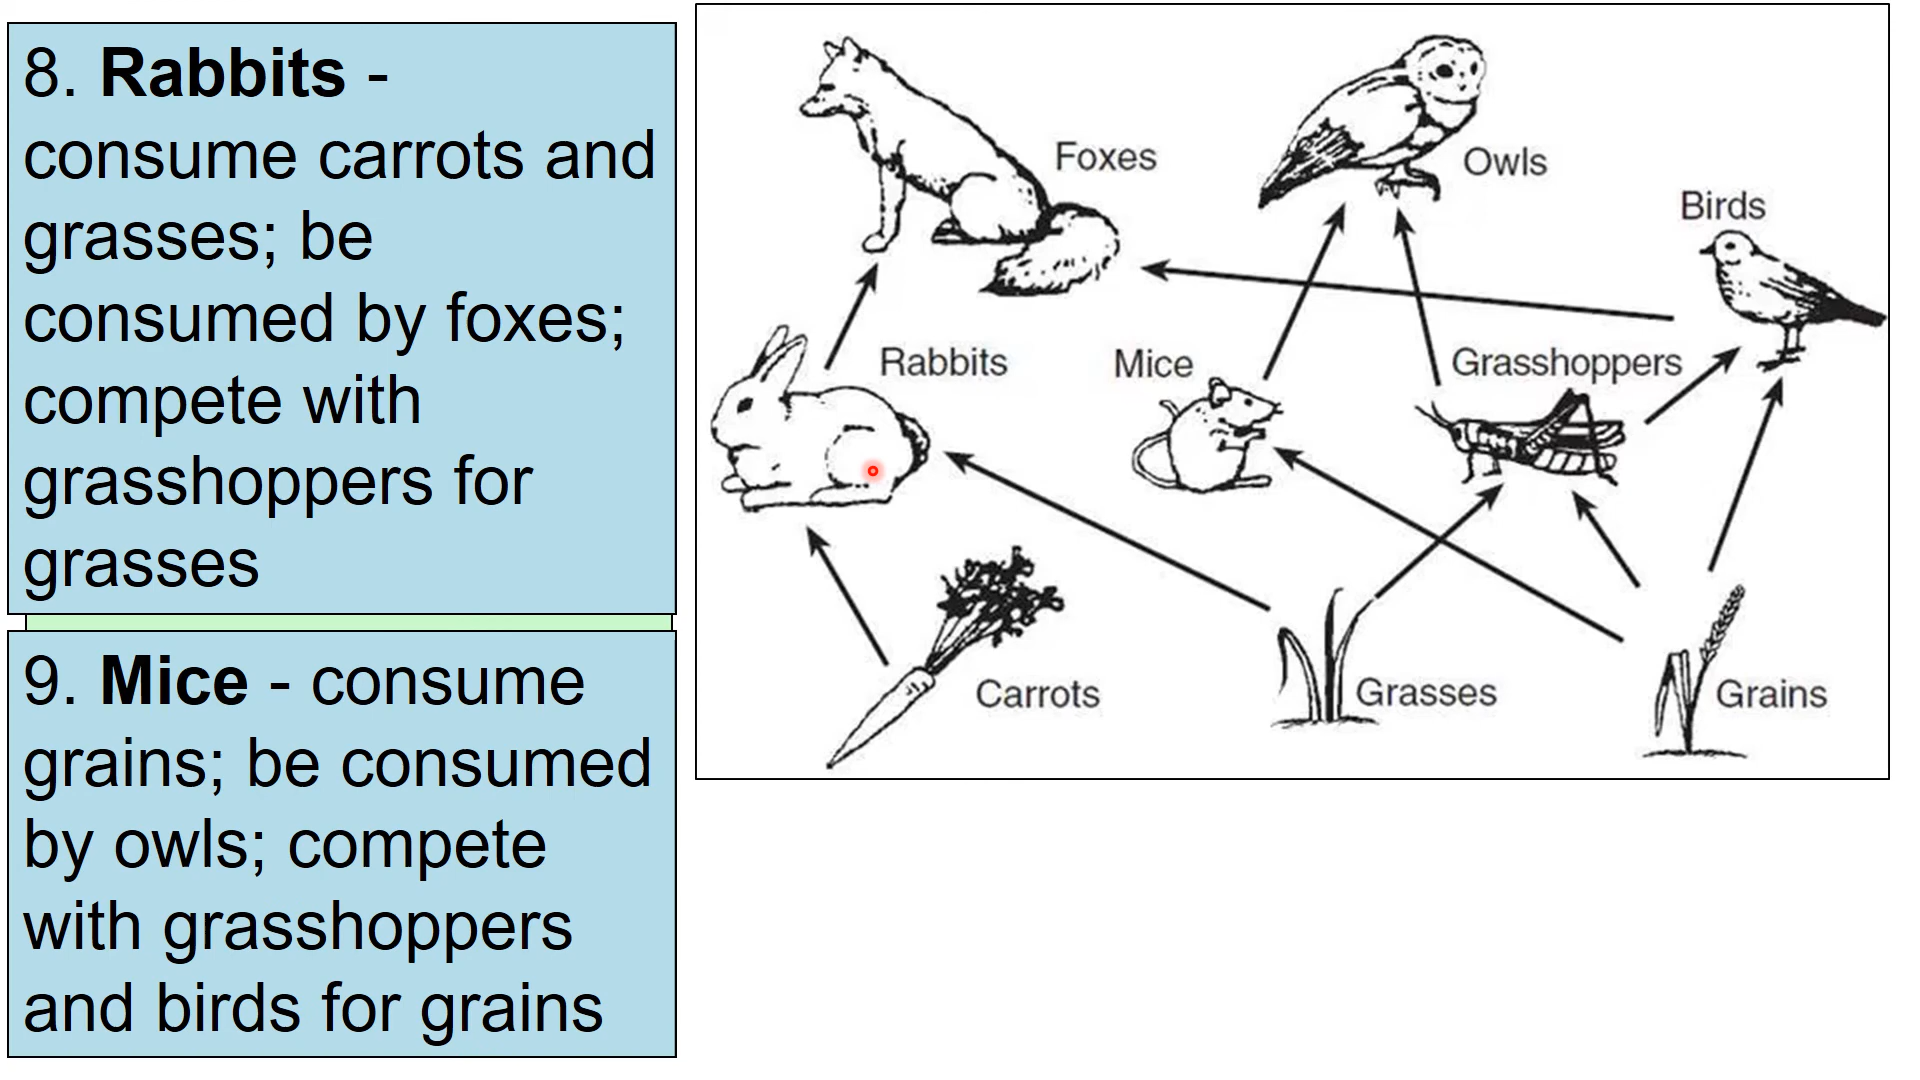 8. Rabbits -
consume carrots and
grasses; be
consumed by foxes;
compete with
grasshoppers for
grasses
9. Mice - consume
grains; be consumed
by owls; compete
with grasshoppers
and birds for grains
Foxes
Owls
Birds
Rabbits
Mice
Grasshoppers
Carrots
Grasses
Grains